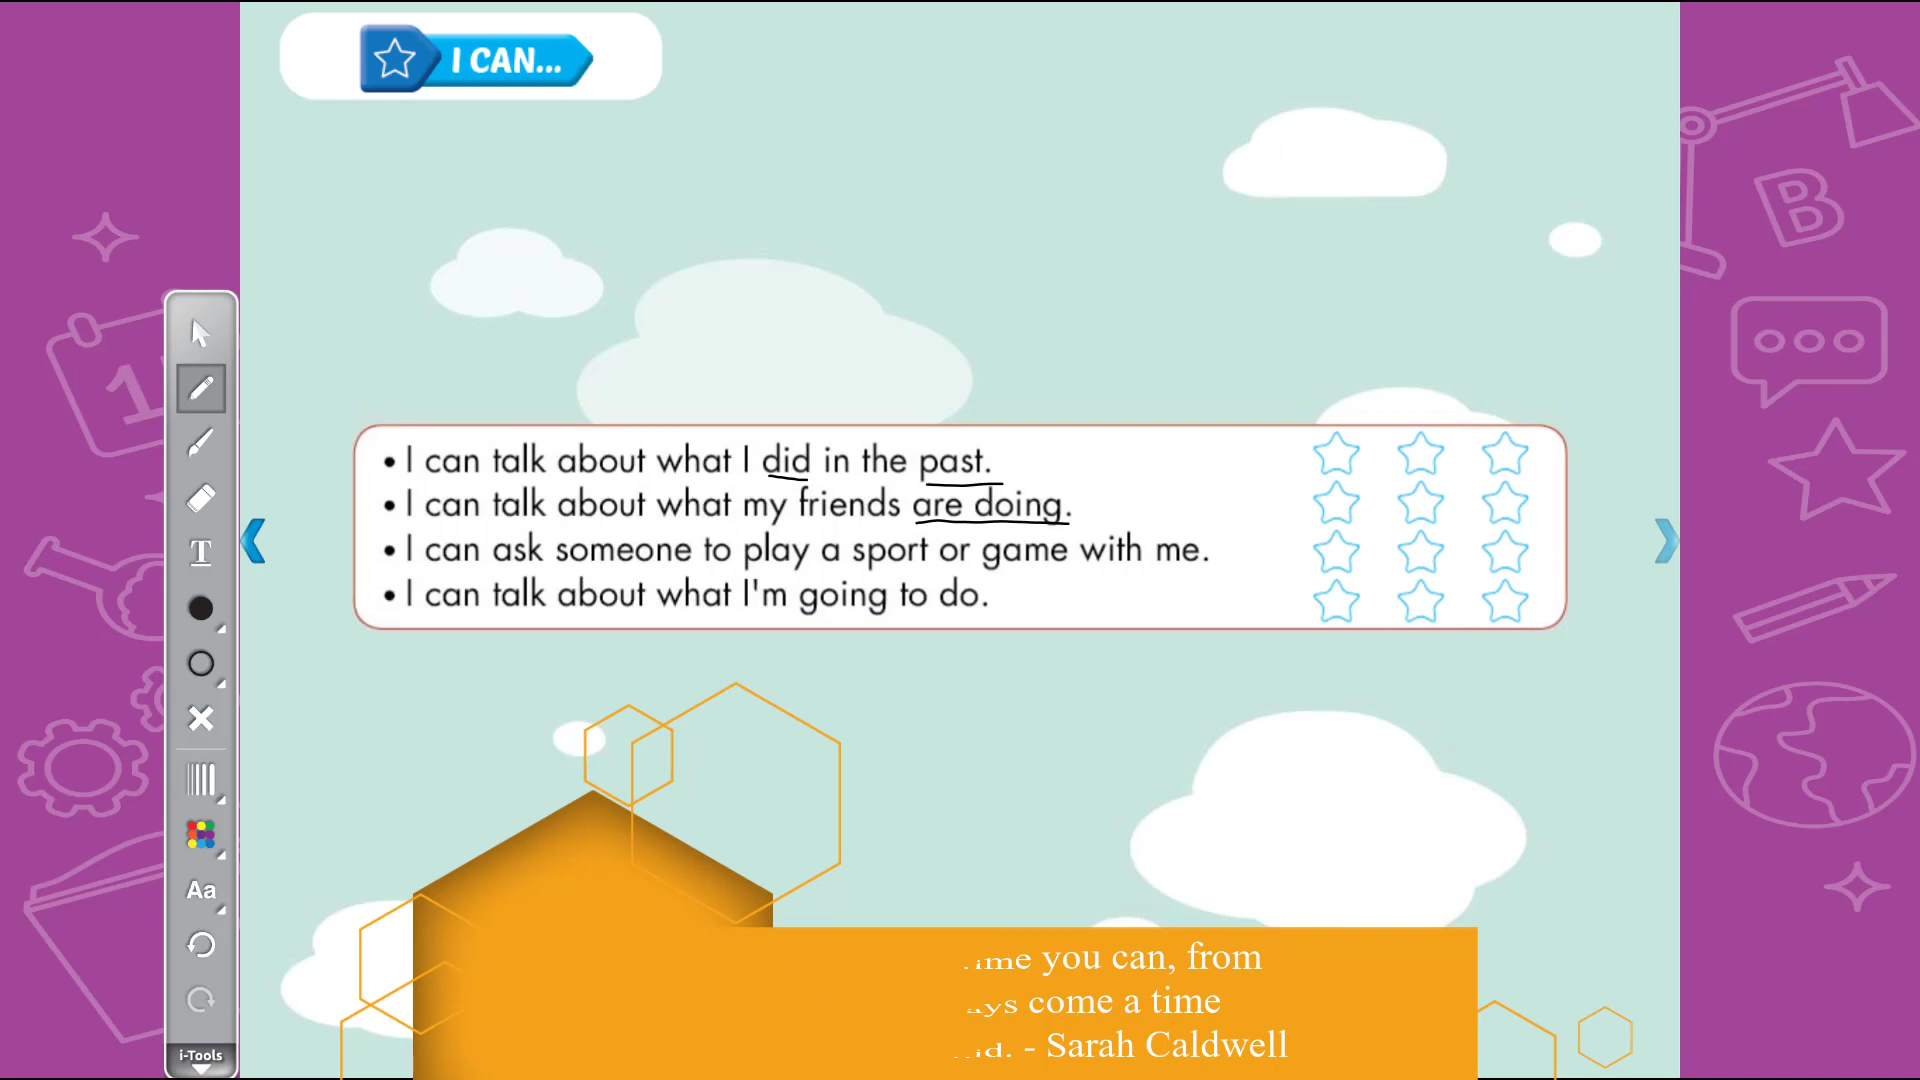 I CAN...
• I can talk about what I did in the past.
• I can talk about what my friends are doing.
• I can ask someone to play a sport or game with me.
• I can talk about what I'm going to do.
T
Aa
i-Tools
you can, from
come a time
- Sarah Caldwell
1
B